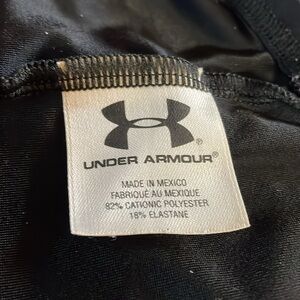 UNDER ARMOUR®
MADE IN MEXICO
FABRIQUÉ AU MEXIQUE
82% CATIONIC POLYESTER
18% ELASTANE